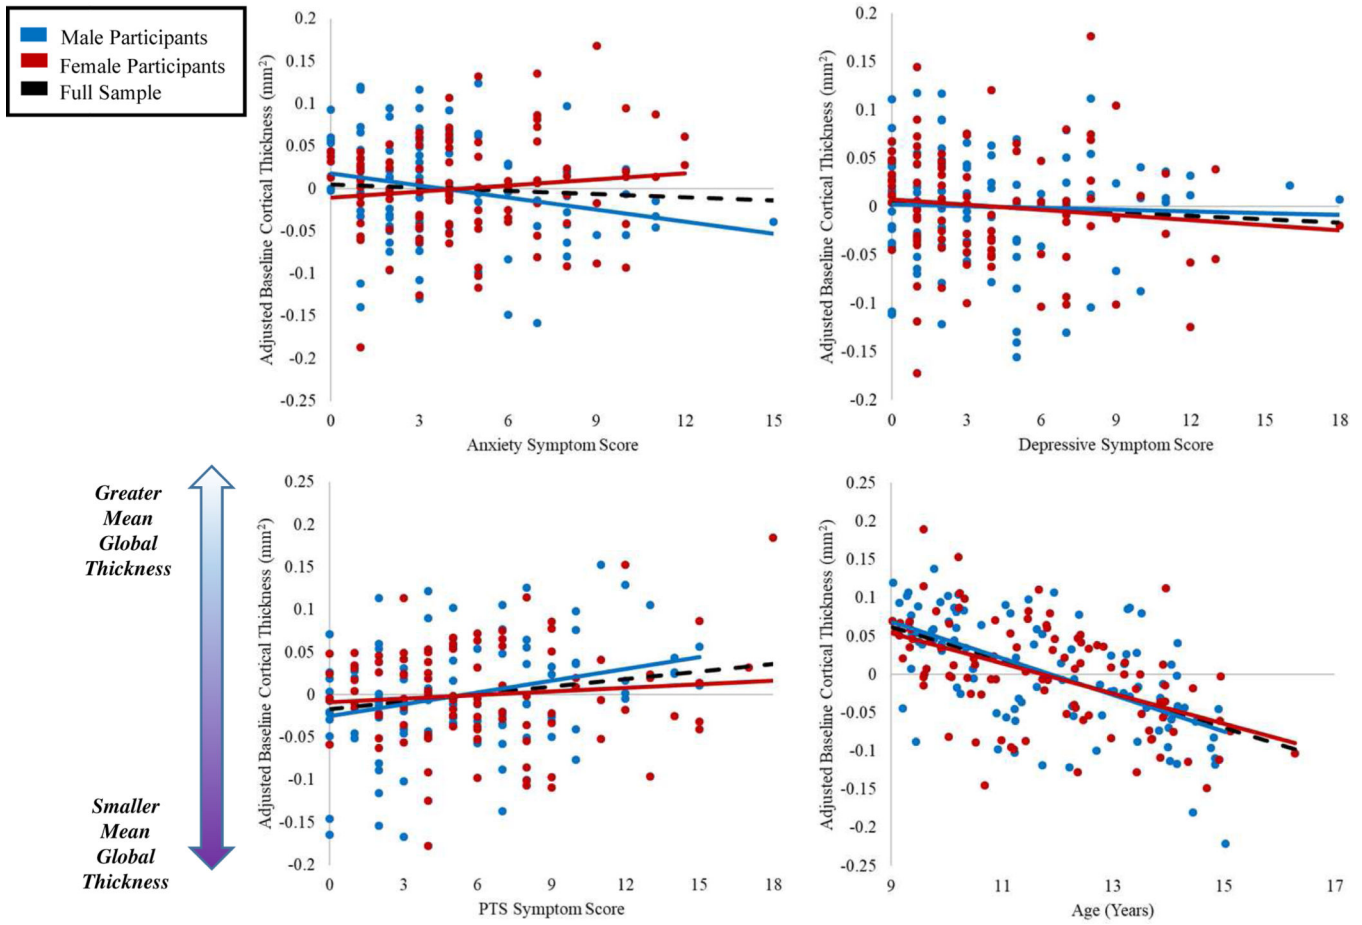 Male Participants
Female Participants
Full Sample
0.2
0.15
0.1
0.05
0
-0.05
-0.1
-0.15
-0.2
-0.25
Adjusted Baseline Cortical Thickness (mm²)
0 3 6 9 12 15
Anxiety Symptom Score
0.2
0.15
0.1
0.05
0
-0.05
-0.1
-0.15
-0.2
Adjusted Baseline Cortical Thickness (mm²)
0 3 6 9 12 15 18
Depressive Symptom Score
Greater
Mean
Global
Thickness
Smaller
Mean
Global
Thickness
0.25
0.2
0.15
0.1
0.05
0
-0.05
-0.1
-0.15
-0.2
Adjusted Baseline Cortical Thickness (mm²)
0 3 6 9 12 15 18
PTS Symptom Score
0.25
0.2
0.15
0.1
0.05
0
-0.05
-0.1
-0.15
-0.2
-0.25
Adjusted Baseline Cortical Thickness (mm²)
9 11 13 15 17
Age (Years)